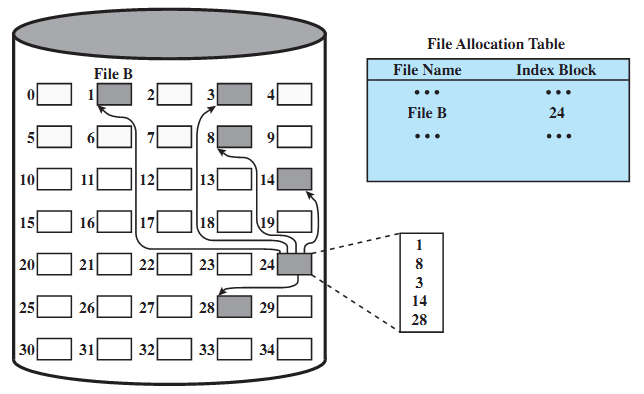 File Allocation Table
File Name Index Block
••• •••
File B 24
••• •••
File B
0 1 2 3 4
5 6 7 8 9
10 11 12 13 14
15 16 17 18 19
20 21 22 23 24
25 26 27 28 29
30 31 32 33 34
1
8
3
14
28